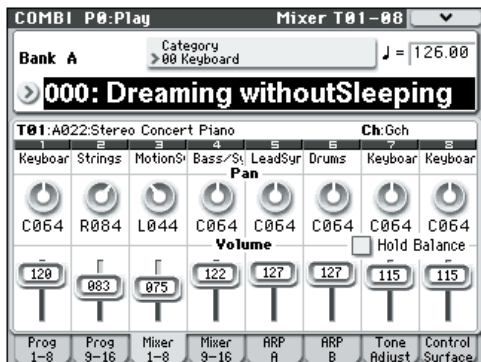 COMBI P0:Play Mixer T01-08
Bank A
Category
>00 Keyboard
♩= 126.00
000: Dreaming withoutSleeping
T01:A022:Stereo Concert Piano Ch:Gch
1 2 3 4 5 6 7 8
Keyboar Strings MotionS Bass/Sy LeadSyr Drums Keyboar Keyboar
Pan
C064 R084 L044 C064 C064 C064 C064 C064
Volume Hold Balance
120 083 075 122 127 127 115 115
Prog 1-8 Prog 9-16 Mixer 1-8 Mixer 9-16 ARP A ARP B Tone Adjust Control Surface